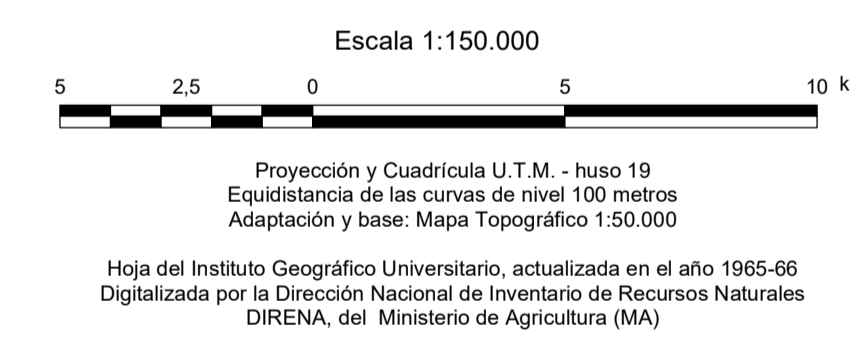 Escala 1:150.000
5 2,5 0 5 10 k
Proyección y Cuadrícula U.T.M. - huso 19
Equidistancia de las curvas de nivel 100 metros
Adaptación y base: Mapa Topográfico 1:50.000
Hoja del Instituto Geográfico Universitario, actualizada en el año 1965-66
Digitalizada por la Dirección Nacional de Inventario de Recursos Naturales
DIRENA, del Ministerio de Agricultura (MA)